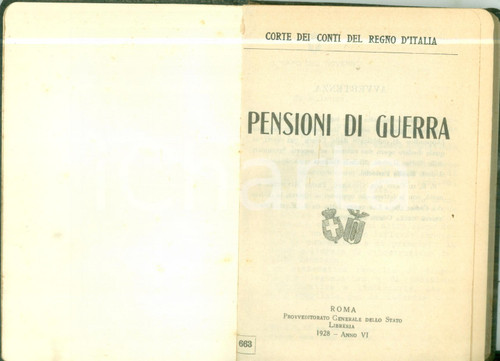 CORTE DEI CONTI DEL REGNO D'ITALIA
AVVERTENZA
PENSIONI DI GUERRA
ROMA
PROVVEDITORATO GENERALE DELLO STATO
LIBRERIA
1928 - ANNO VI
663